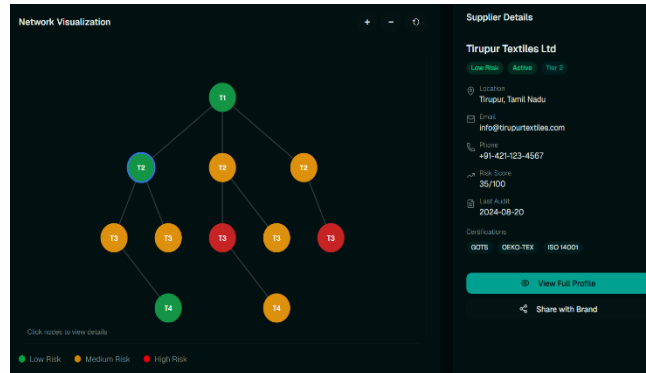 Network Visualization
+ −
T1
T2 T2 T2
T3 T3 T3 T3 T3
T4 T4
Click nodes to view details
Low Risk Medium Risk High Risk
Supplier Details
Tirupur Textiles Ltd
Low Risk Active Tier 2
Location
Tirupur, Tamil Nadu
Email
info@tirupurtextiles.com
Phone
+91-421-123-4567
Risk Score
35/100
Last Audit
2024-08-20
Certifications
GOTS OEKO-TEX ISO 14001
View Full Profile
Share with Brand